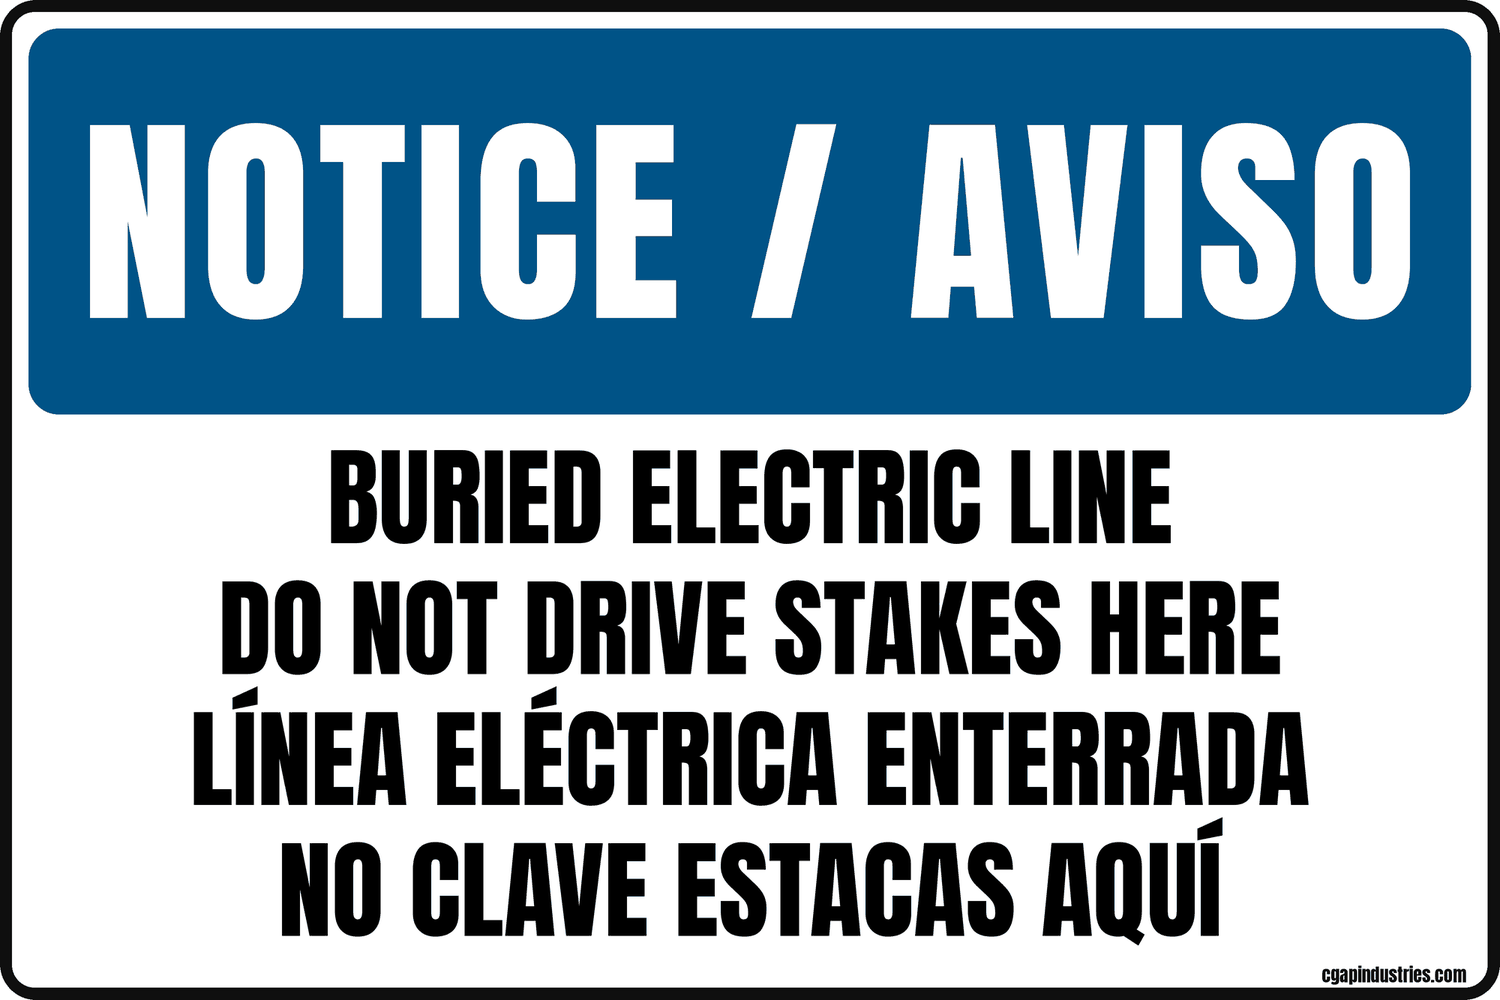 NOTICE / AVISO
BURIED ELECTRIC LINE
DO NOT DRIVE STAKES HERE
LÍNEA ELÉCTRICA ENTERRADA
NO CLAVE ESTACAS AQUÍ
cgapindustries.com